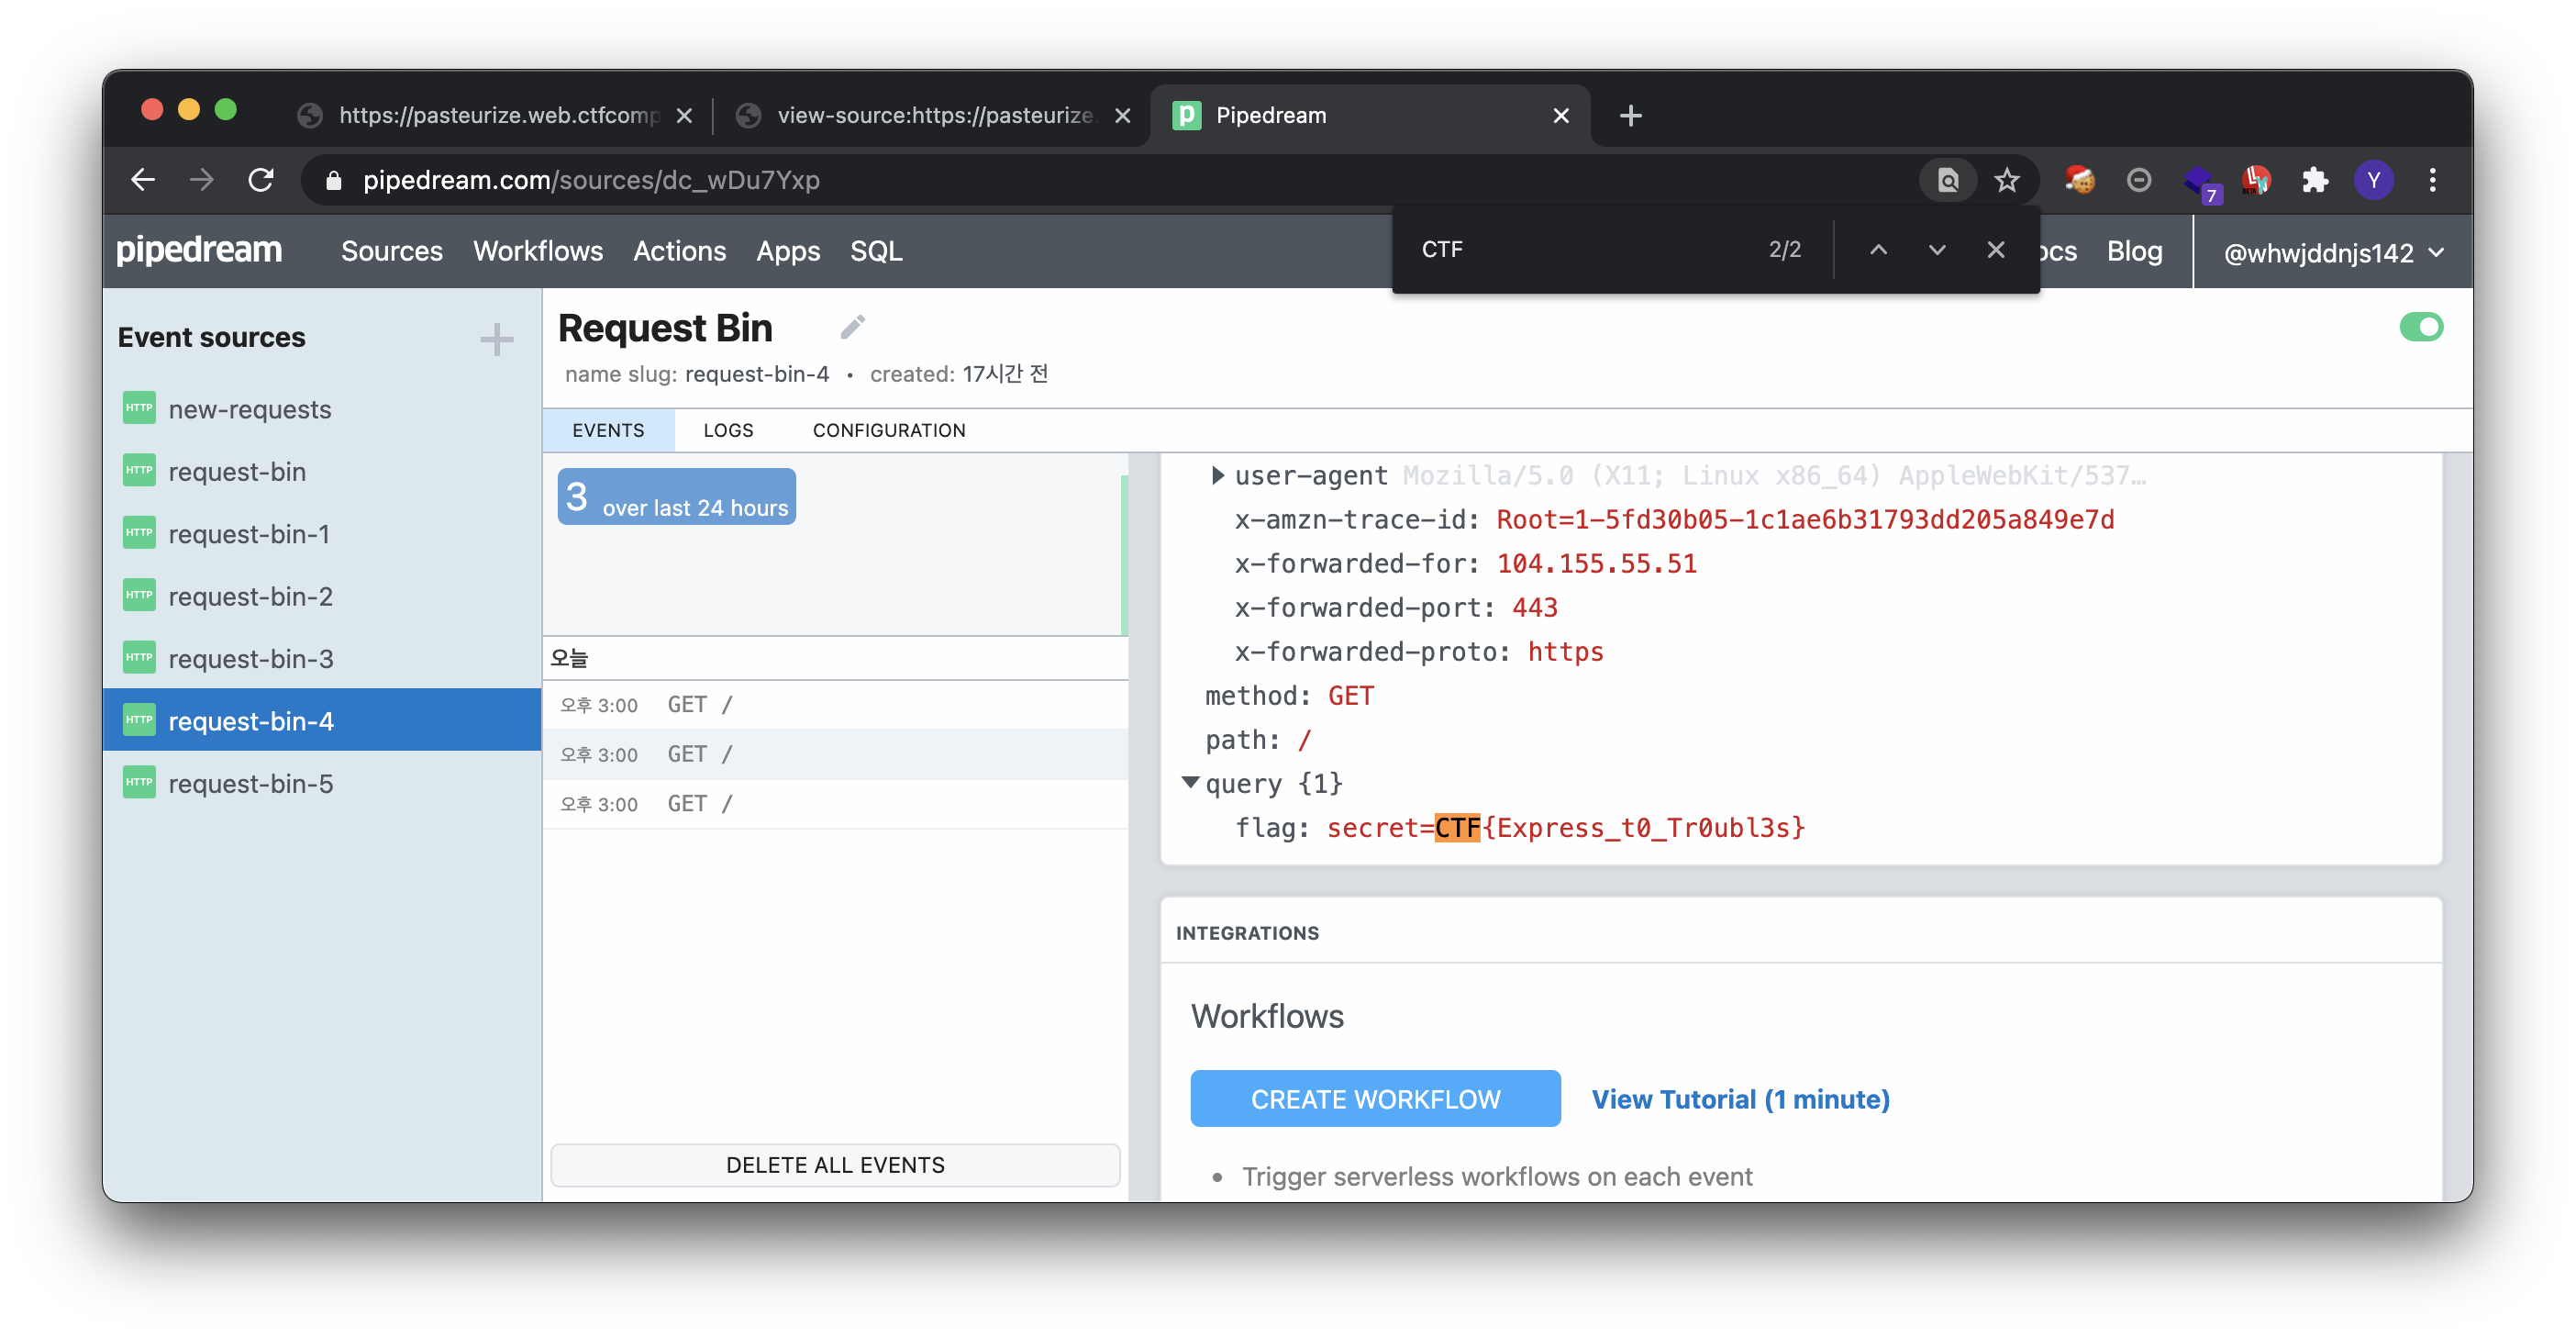 https://pasteurize.web.ctfcomp
view-source:https://pasteurize.
Pipedream
pipedream.com/sources/dc_wDu7Yxp
7
Y
pipedream
Sources
Workflows
Actions
Apps
SQL
CTF
2/2
ocs
Blog
@whwjddnjs142
Event sources
HTTP new-requests
HTTP request-bin
HTTP request-bin-1
HTTP request-bin-2
HTTP request-bin-3
HTTP request-bin-4
HTTP request-bin-5
Request Bin
name slug: request-bin-4 • created: 17시간 전
EVENTS
LOGS
CONFIGURATION
3 over last 24 hours
오늘
오후 3:00 GET /
오후 3:00 GET /
오후 3:00 GET /
DELETE ALL EVENTS
user-agent Mozilla/5.0 (X11; Linux x86_64) AppleWebKit/537…
x-amzn-trace-id: Root=1-5fd30b05-1c1ae6b31793dd205a849e7d
x-forwarded-for: 104.155.55.51
x-forwarded-port: 443
x-forwarded-proto: https
method: GET
path: /
query {1}
flag: secret=CTF{Express_t0_Tr0ubl3s}
INTEGRATIONS
Workflows
CREATE WORKFLOW
View Tutorial (1 minute)
• Trigger serverless workflows on each event